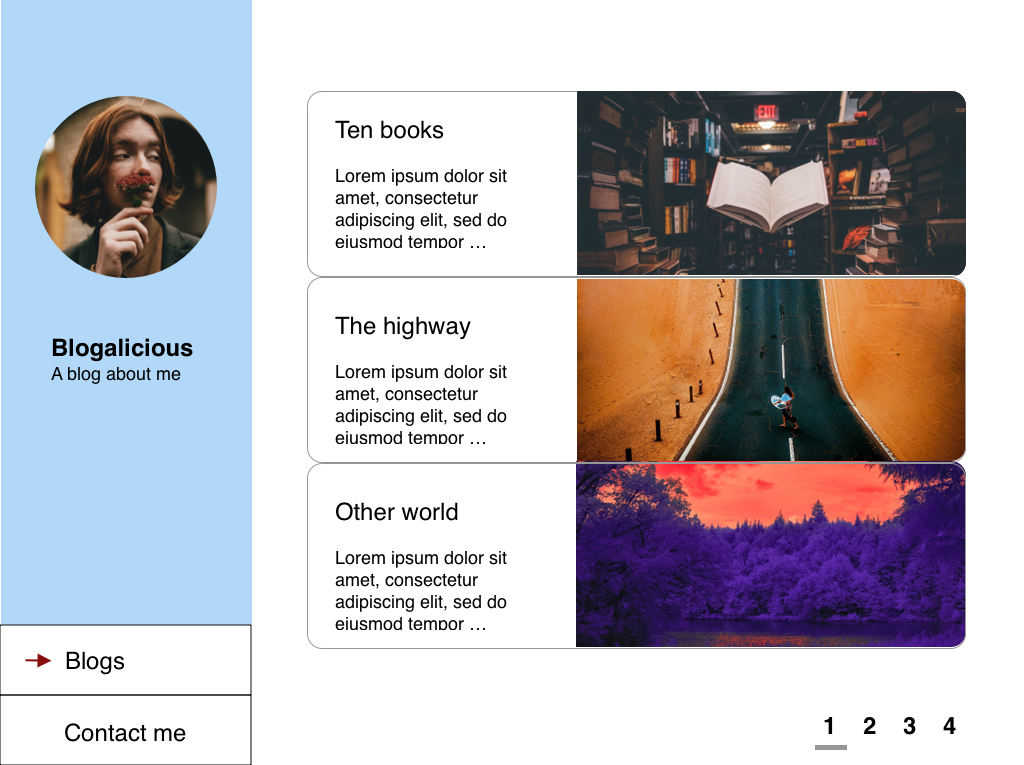 Blogalicious
A blog about me
Blogs
Contact me
Ten books
Lorem ipsum dolor sit
amet, consectetur
adipiscing elit, sed do
eiusmod tempor …
EXIT
The highway
Lorem ipsum dolor sit
amet, consectetur
adipiscing elit, sed do
eiusmod tempor …
Other world
Lorem ipsum dolor sit
amet, consectetur
adipiscing elit, sed do
eiusmod tempor …
1 2 3 4